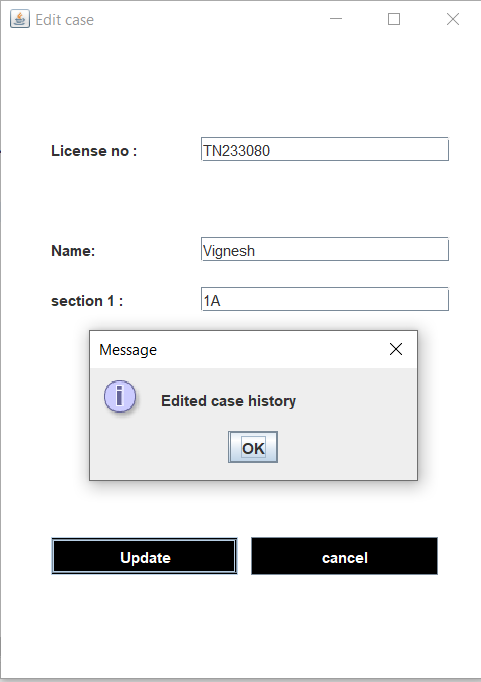 Edit case
License no : TN233080
Name: Vignesh
section 1 : 1A
Message
Edited case history
OK
Update cancel